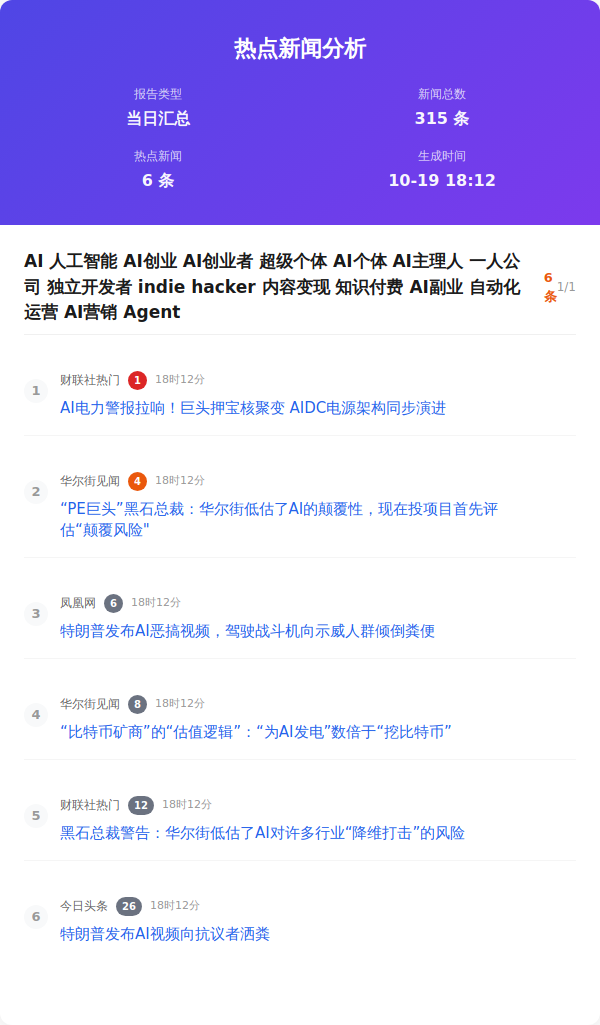 热点新闻分析
报告类型
新闻总数
当日汇总
315 条
热点新闻
生成时间
6 条
10-19 18:12
AI 人工智能 AI创业 AI创业者 超级个体 AI个体 AI主理人 一人公
司 独立开发者 indie hacker 内容变现 知识付费 AI副业 自动化
运营 AI营销 Agent
6
条
1/1
1
财联社热门 1 18时12分
AI电力警报拉响！巨头押宝核聚变 AIDC电源架构同步演进
2
华尔街见闻 4 18时12分
“PE巨头”黑石总裁：华尔街低估了AI的颠覆性，现在投项目首先评
估“颠覆风险"
3
凤凰网 6 18时12分
特朗普发布AI恶搞视频，驾驶战斗机向示威人群倾倒粪便
4
华尔街见闻 8 18时12分
“比特币矿商”的“估值逻辑”：“为AI发电”数倍于“挖比特币”
5
财联社热门 12 18时12分
黑石总裁警告：华尔街低估了AI对许多行业“降维打击”的风险
6
今日头条 26 18时12分
特朗普发布AI视频向抗议者洒粪